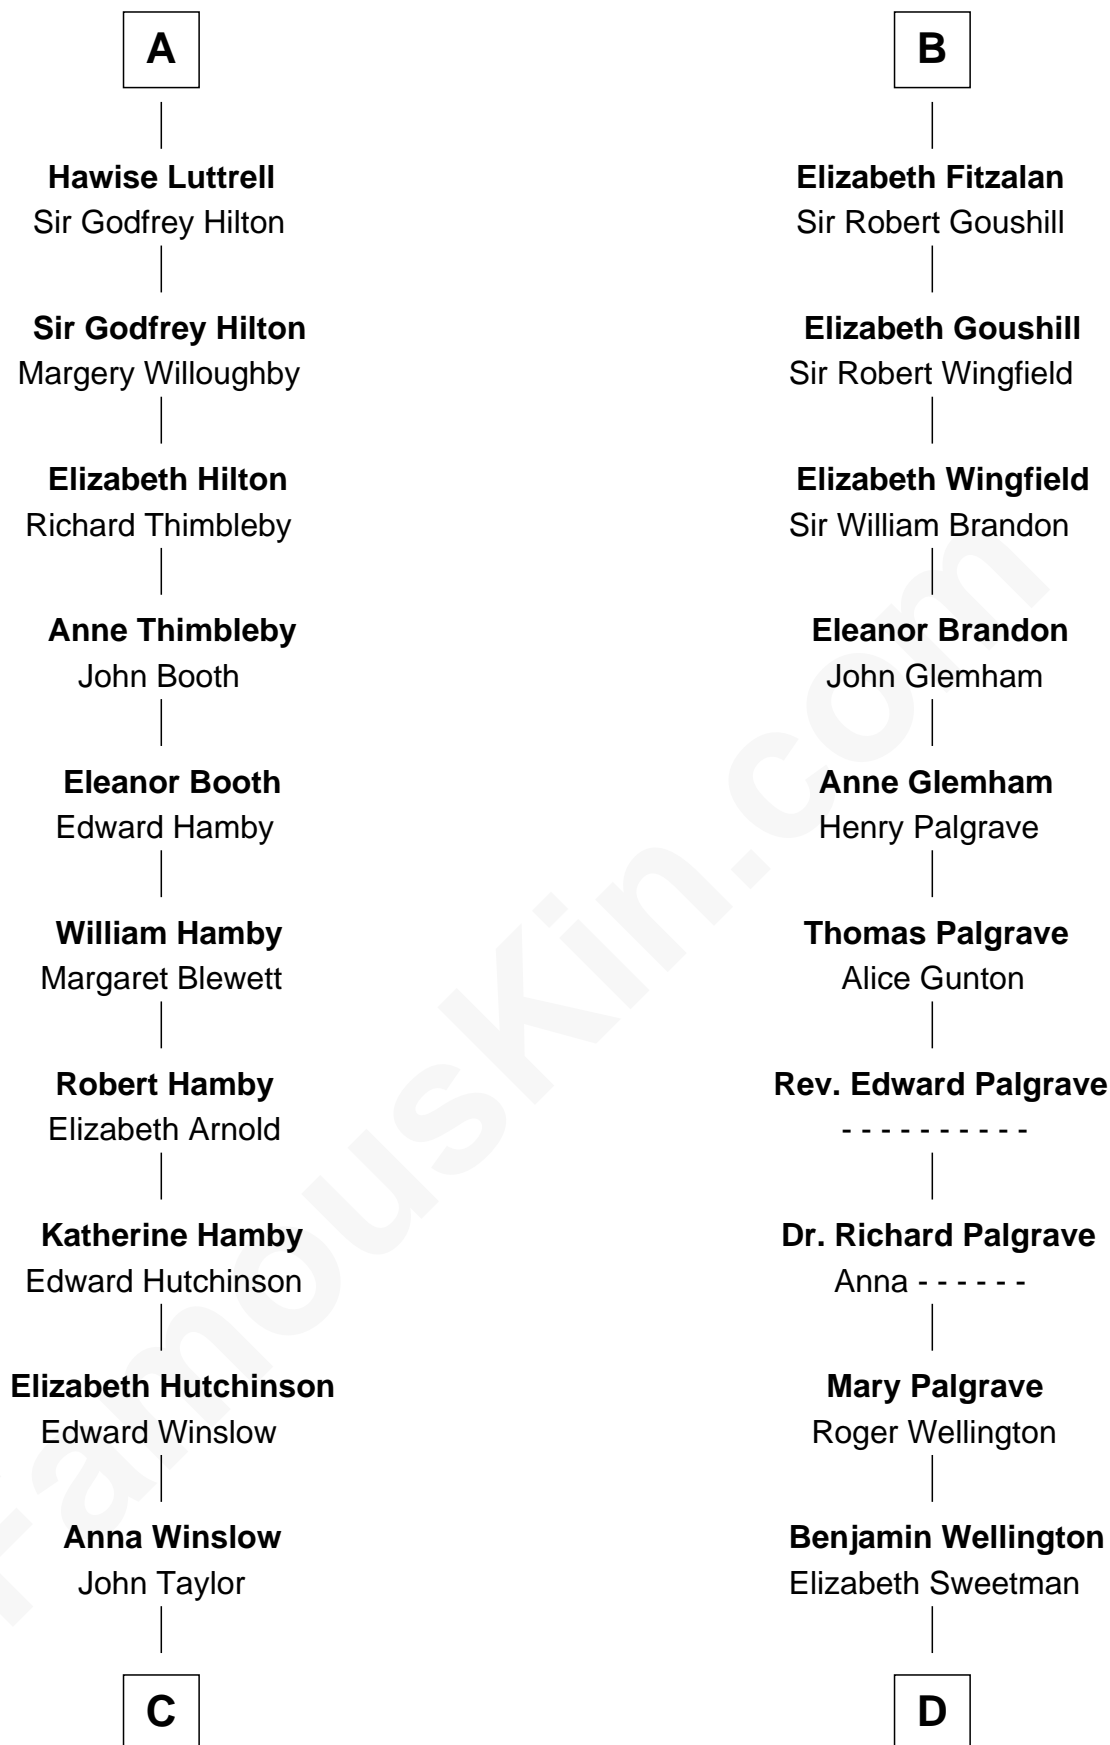 A
Hawise Luttrell
Sir Godfrey Hilton
Sir Godfrey Hilton
Margery Willoughby
Elizabeth Hilton
Richard Thimbleby
Anne Thimbleby
John Booth
Eleanor Booth
Edward Hamby
William Hamby
Margaret Blewett
Robert Hamby
Elizabeth Arnold
Katherine Hamby
Edward Hutchinson
Elizabeth Hutchinson
Edward Winslow
Anna Winslow
John Taylor
C
B
Elizabeth Fitzalan
Sir Robert Goushill
Elizabeth Goushill
Sir Robert Wingfield
Elizabeth Wingfield
Sir William Brandon
Eleanor Brandon
John Glemham
Anne Glemham
Henry Palgrave
Thomas Palgrave
Alice Gunton
Rev. Edward Palgrave
- - - - - - - - - -
Dr. Richard Palgrave
Anna - - - - - -
Mary Palgrave
Roger Wellington
Benjamin Wellington
Elizabeth Sweetman
D
FamousKin.com